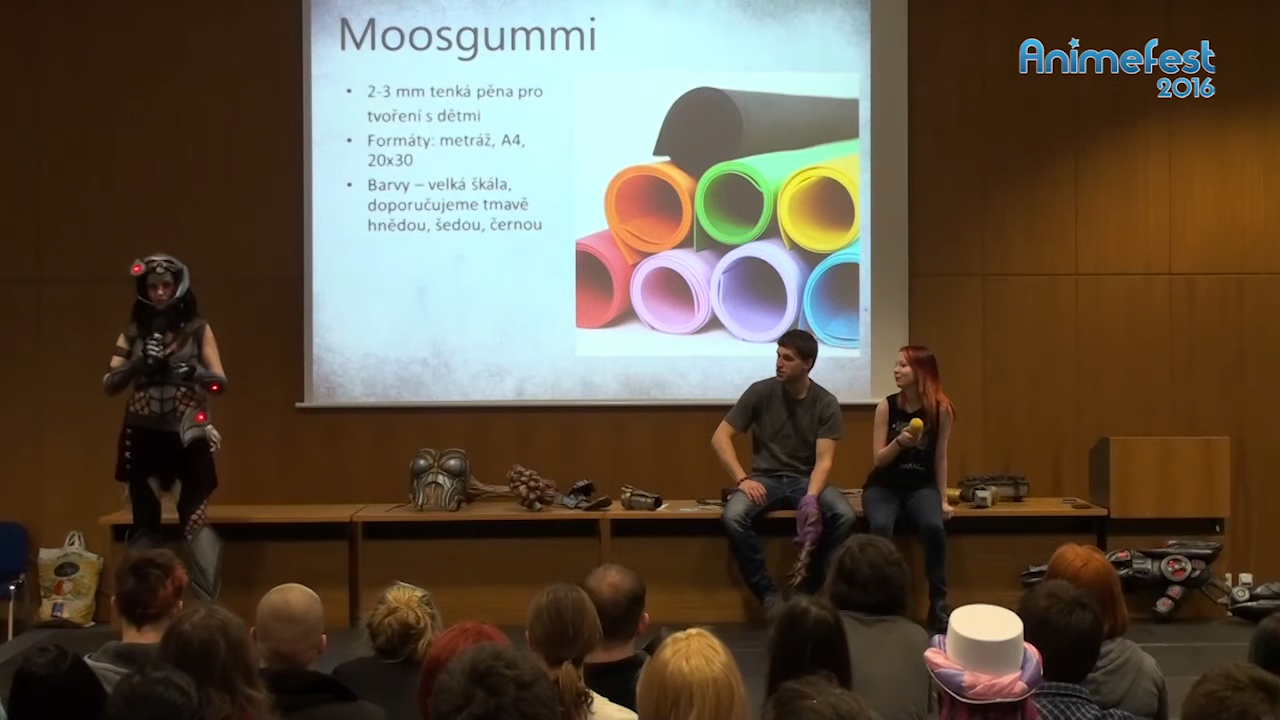 Moosgummi
AnimeFest
2016
• 2-3 mm tenká pěna pro
tvoření s dětmi
• Formáty: metráž, A4,
20x30
• Barvy – velká škála,
doporučujeme tmavě
hnědou, šedou, černou